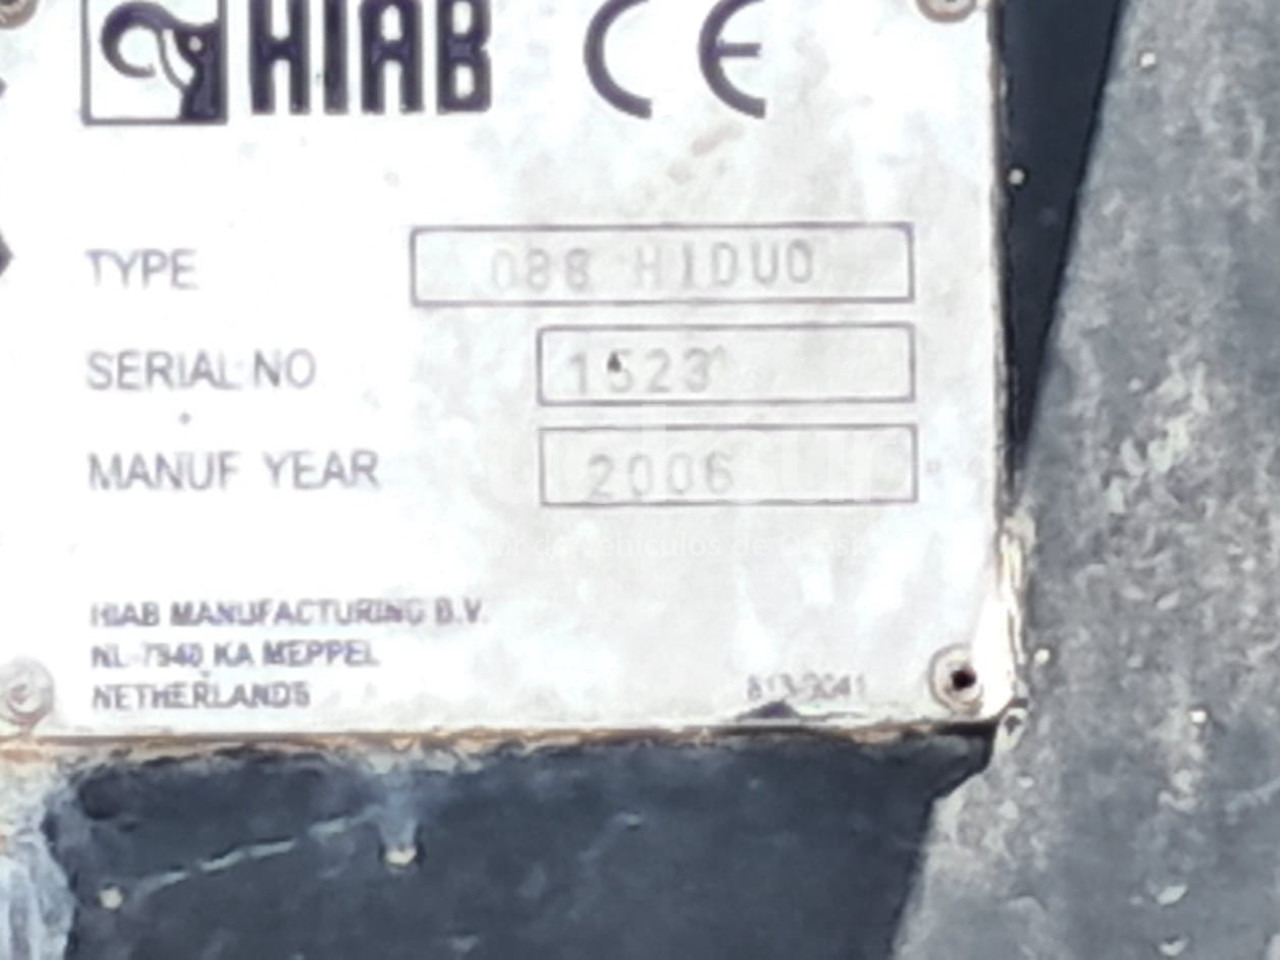 HIAB CE
TYPE 088 HIDUO
SERIAL NO 1523
MANUF YEAR 2006
HIAB MANUFACTURING B.V.
NL-7940 KA MEPPEL
NETHERLANDS